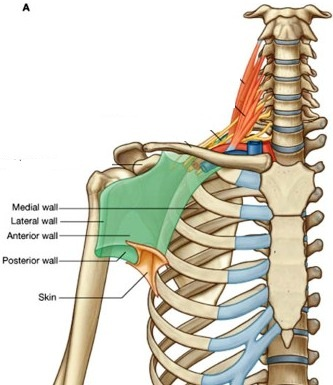 A
Medial wall
Lateral wall
Anterior wall
Posterior wall
Skin